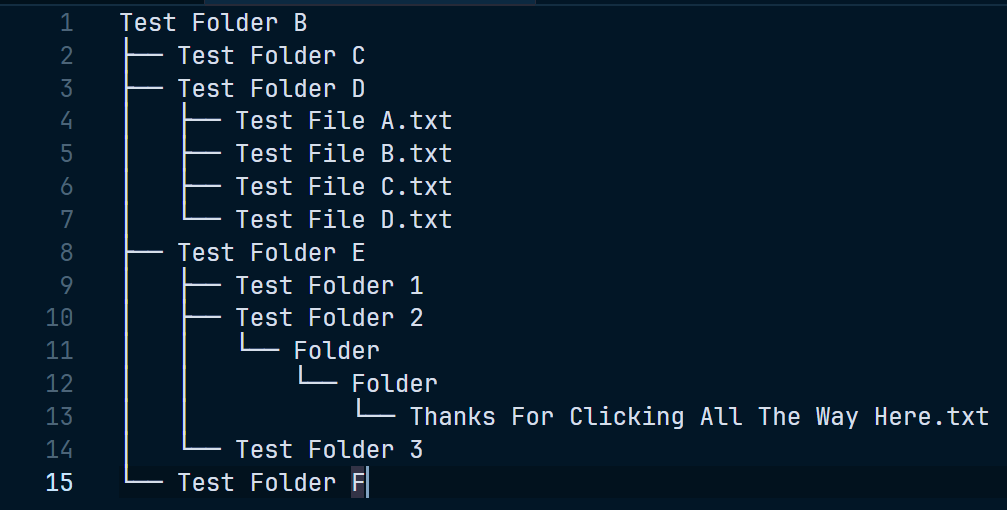 1 Test Folder B
2 ├── Test Folder C
3 ├── Test Folder D
4 │   ├── Test File A.txt
5 │   ├── Test File B.txt
6 │   ├── Test File C.txt
7 │   └── Test File D.txt
8 ├── Test Folder E
9 │   ├── Test Folder 1
10 │   ├── Test Folder 2
11 │   │   └── Folder
12 │   │       └── Folder
13 │   │           └── Thanks For Clicking All The Way Here.txt
14 │   └── Test Folder 3
15 └── Test Folder F